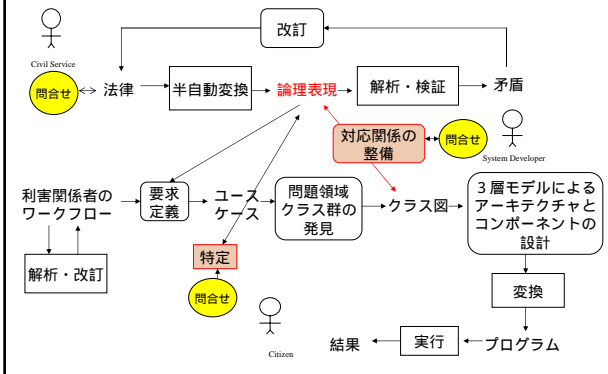 改訂
Civil Service
問合せ
法律
半自動変換
論理表現
解析・検証
矛盾
対応関係の
整備
問合せ
System Developer
利害関係者の
ワークフロー
要求
定義
ユース
ケース
問題領域
クラス群の
発見
クラス図
3層モデルによる
アーキテクチャと
コンポーネントの
設計
解析・改訂
特定
問合せ
Citizen
変換
結果
実行
プログラム